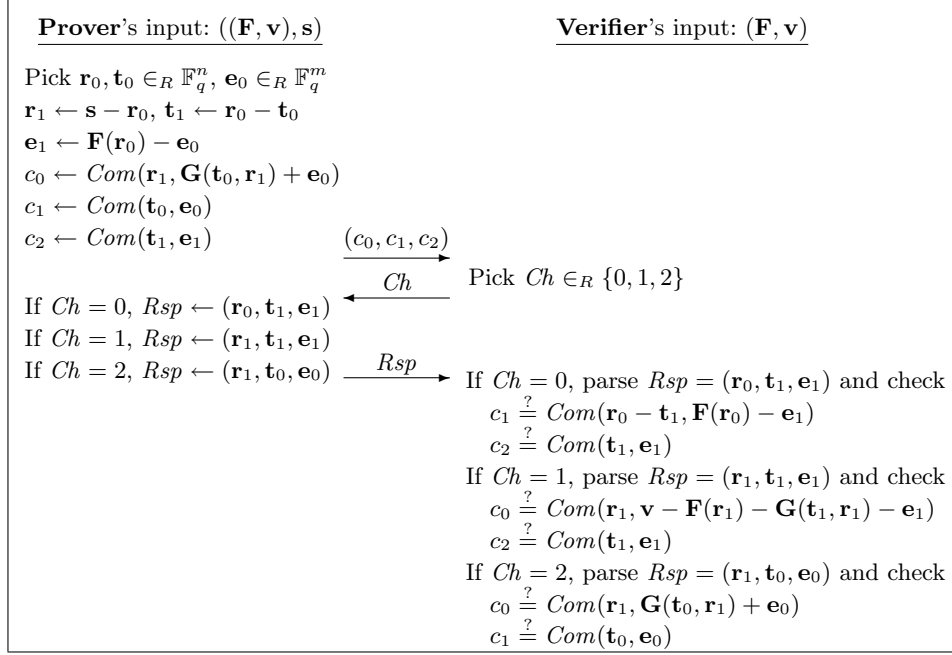 Prover's input: ((F, v), s)
Pick r₀, t₀ ∈_R 𝔽_q^n, e₀ ∈_R 𝔽_q^m
r₁ ← s − r₀, t₁ ← r₀ − t₀
e₁ ← F(r₀) − e₀
c₀ ← Com(r₁, G(t₀, r₁) + e₀)
c₁ ← Com(t₀, e₀)
c₂ ← Com(t₁, e₁)
(c₀, c₁, c₂)
Ch
If Ch = 0, Rsp ← (r₀, t₁, e₁)
If Ch = 1, Rsp ← (r₁, t₁, e₁)
If Ch = 2, Rsp ← (r₁, t₀, e₀)
Rsp
Verifier's input: (F, v)
Pick Ch ∈_R {0, 1, 2}
If Ch = 0, parse Rsp = (r₀, t₁, e₁) and check
c₁ ≟ Com(r₀ − t₁, F(r₀) − e₁)
c₂ ≟ Com(t₁, e₁)
If Ch = 1, parse Rsp = (r₁, t₁, e₁) and check
c₀ ≟ Com(r₁, v − F(r₁) − G(t₁, r₁) − e₁)
c₂ ≟ Com(t₁, e₁)
If Ch = 2, parse Rsp = (r₁, t₀, e₀) and check
c₀ ≟ Com(r₁, G(t₀, r₁) + e₀)
c₁ ≟ Com(t₀, e₀)